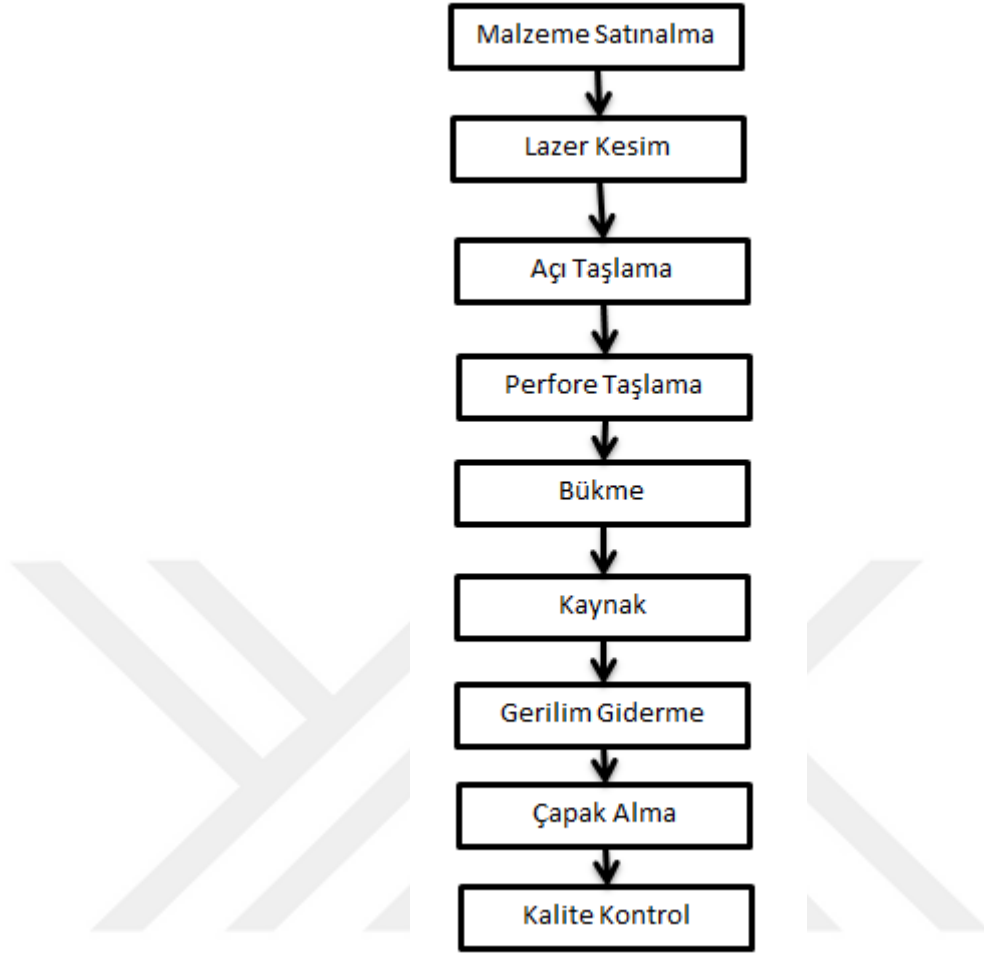 Malzeme Satınalma
Lazer Kesim
Açı Taşlama
Perfore Taşlama
Bükme
Kaynak
Gerilim Giderme
Çapak Alma
Kalite Kontrol